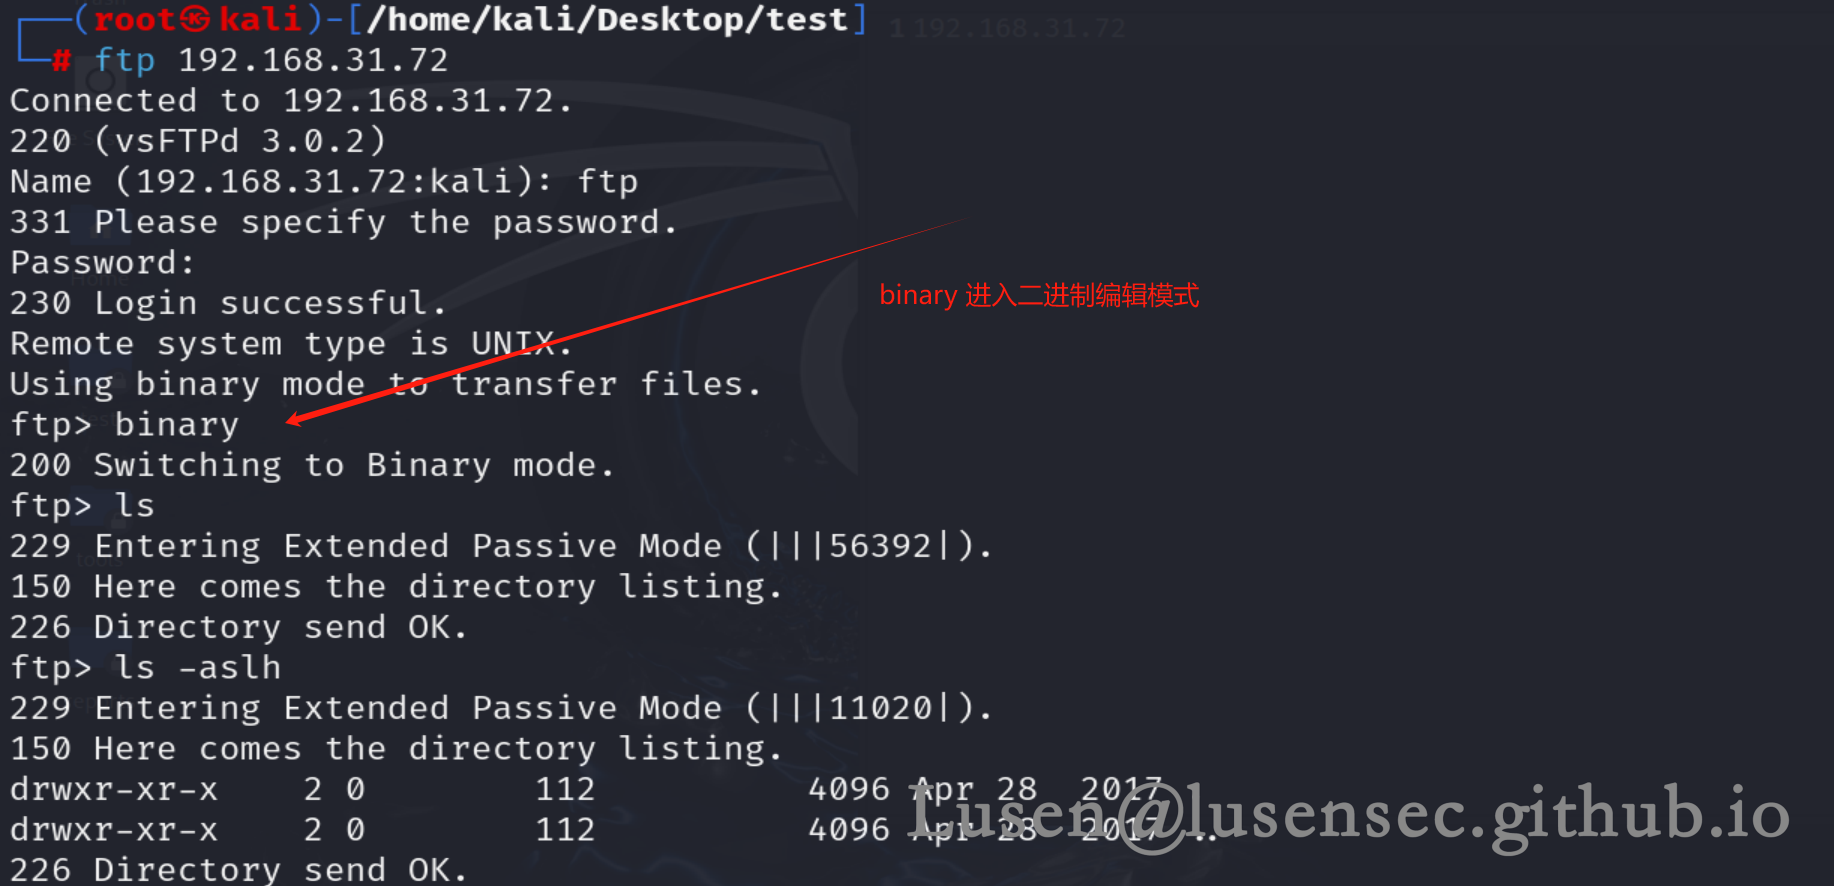 (root㉿kali)-[/home/kali/Desktop/test]
1 192.168.31.72
# ftp 192.168.31.72
Connected to 192.168.31.72.
220 (vsFTPd 3.0.2)
Name (192.168.31.72:kali): ftp
331 Please specify the password.
Password:
230 Login successful.
binary 进入二进制编辑模式
Remote system type is UNIX.
Using binary mode to transfer files.
ftp> binary
200 Switching to Binary mode.
ftp> ls
229 Entering Extended Passive Mode (|||56392|).
150 Here comes the directory listing.
226 Directory send OK.
ftp> ls -aslh
229 Entering Extended Passive Mode (|||11020|).
150 Here comes the directory listing.
drwxr-xr-x    2 0        112          4096 Apr 28  2017 .
drwxr-xr-x    2 0        112          4096 Apr 28  2017 ..
Lusen@lusensec.github.io
226 Directory send OK.